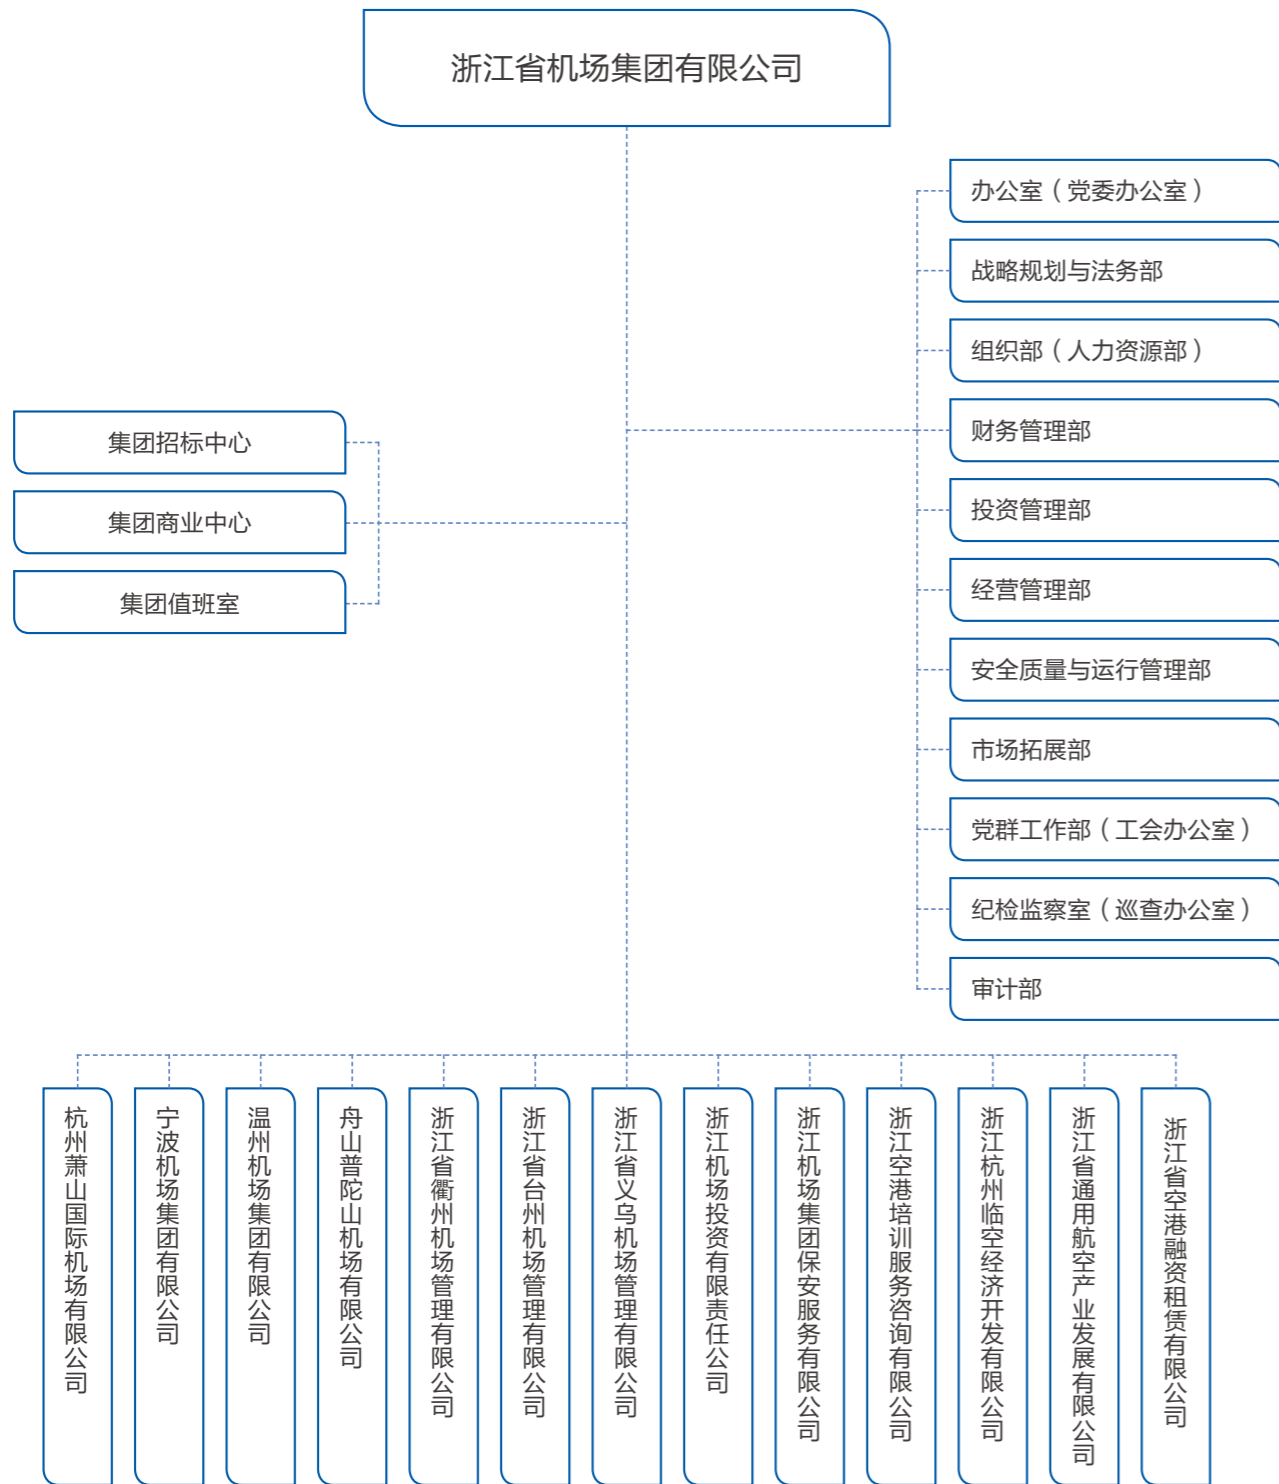 浙江省机场集团有限公司
办公室（党委办公室）
战略规划与法务部
组织部（人力资源部）
财务管理部
投资管理部
经营管理部
安全质量与运行管理部
市场拓展部
党群工作部（工会办公室）
纪检监察室（巡查办公室）
审计部
集团招标中心
集团商业中心
集团值班室
杭州萧山国际机场有限公司
宁波机场集团有限公司
温州机场集团有限公司
舟山普陀山机场有限公司
浙江省衢州机场管理有限公司
浙江省台州机场管理有限公司
浙江省义乌机场管理有限公司
浙江机场投资有限责任公司
浙江机场集团保安服务有限公司
浙江空港培训服务咨询有限公司
浙江杭州临空经济开发有限公司
浙江省通用航空产业发展有限公司
浙江省空港融资租赁有限公司